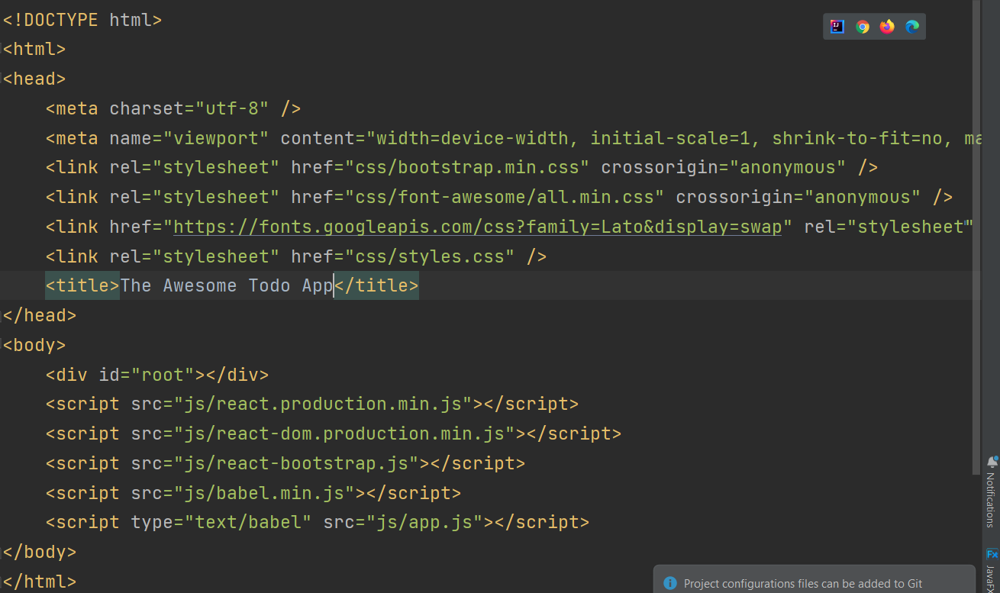 <!DOCTYPE html>
<html>
<head>
    <meta charset="utf-8" />
    <meta name="viewport" content="width=device-width, initial-scale=1, shrink-to-fit=no, ma
    <link rel="stylesheet" href="css/bootstrap.min.css" crossorigin="anonymous" />
    <link rel="stylesheet" href="css/font-awesome/all.min.css" crossorigin="anonymous" />
    <link href="https://fonts.googleapis.com/css?family=Lato&display=swap" rel="stylesheet"
    <link rel="stylesheet" href="css/styles.css" />
    <title>The Awesome Todo App</title>
</head>
<body>
    <div id="root"></div>
    <script src="js/react.production.min.js"></script>
    <script src="js/react-dom.production.min.js"></script>
    <script src="js/react-bootstrap.js"></script>
    <script src="js/babel.min.js"></script>
    <script type="text/babel" src="js/app.js"></script>
</body>
</html>
IJ
Notifications
Fx
JavaFX
Project configurations files can be added to Git